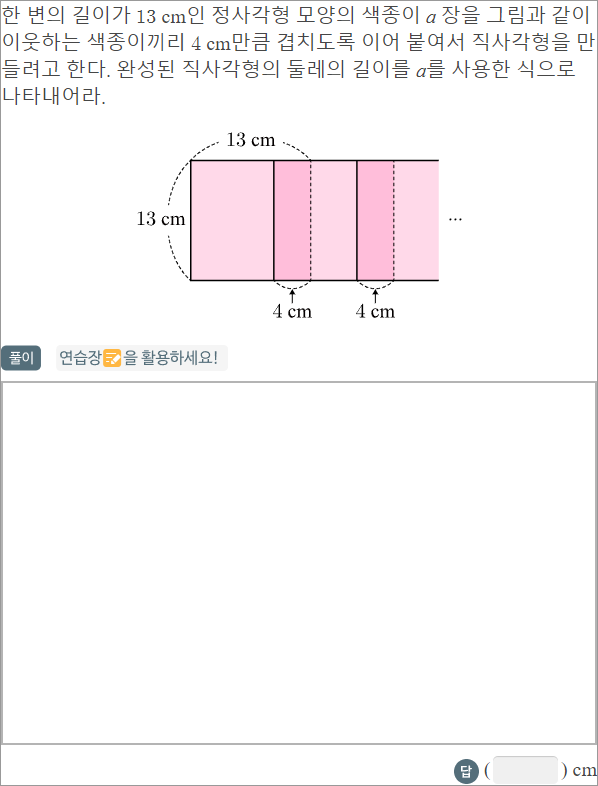 한 변의 길이가 13 cm인 정사각형 모양의 색종이 a 장을 그림과 같이
이웃하는 색종이끼리 4 cm만큼 겹치도록 이어 붙여서 직사각형을 만
들려고 한다. 완성된 직사각형의 둘레의 길이를 a를 사용한 식으로
나타내어라.
13 cm
13 cm
...
4 cm 4 cm
풀이 연습장을 활용하세요!
답 ( ) cm